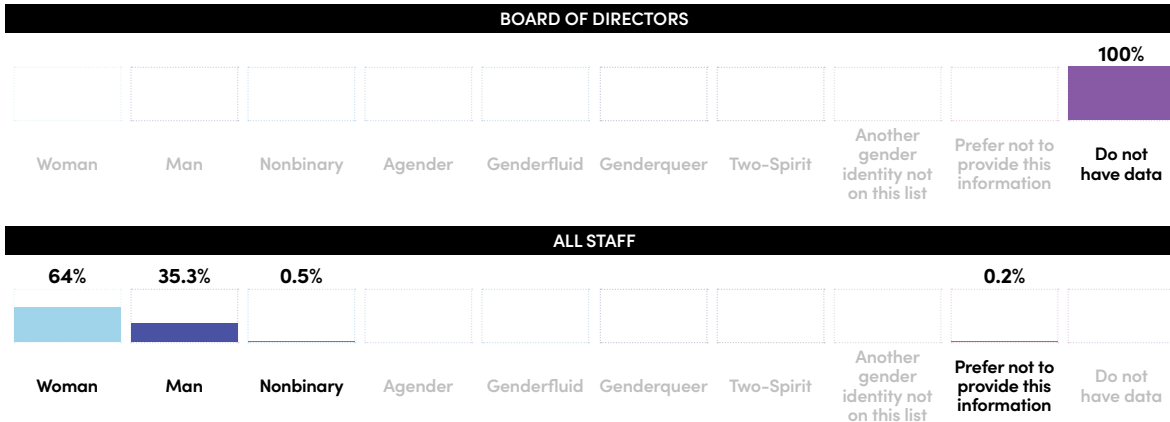 BOARD OF DIRECTORS
100%
Woman
Man
Nonbinary
Agender
Genderfluid
Genderqueer
Two-Spirit
Another
gender
identity not
on this list
Prefer not to
provide this
information
Do not
have data
ALL STAFF
64%
35.3%
0.5%
0.2%
Woman
Man
Nonbinary
Agender
Genderfluid
Genderqueer
Two-Spirit
Another
gender
identity not
on this list
Prefer not to
provide this
information
Do not
have data